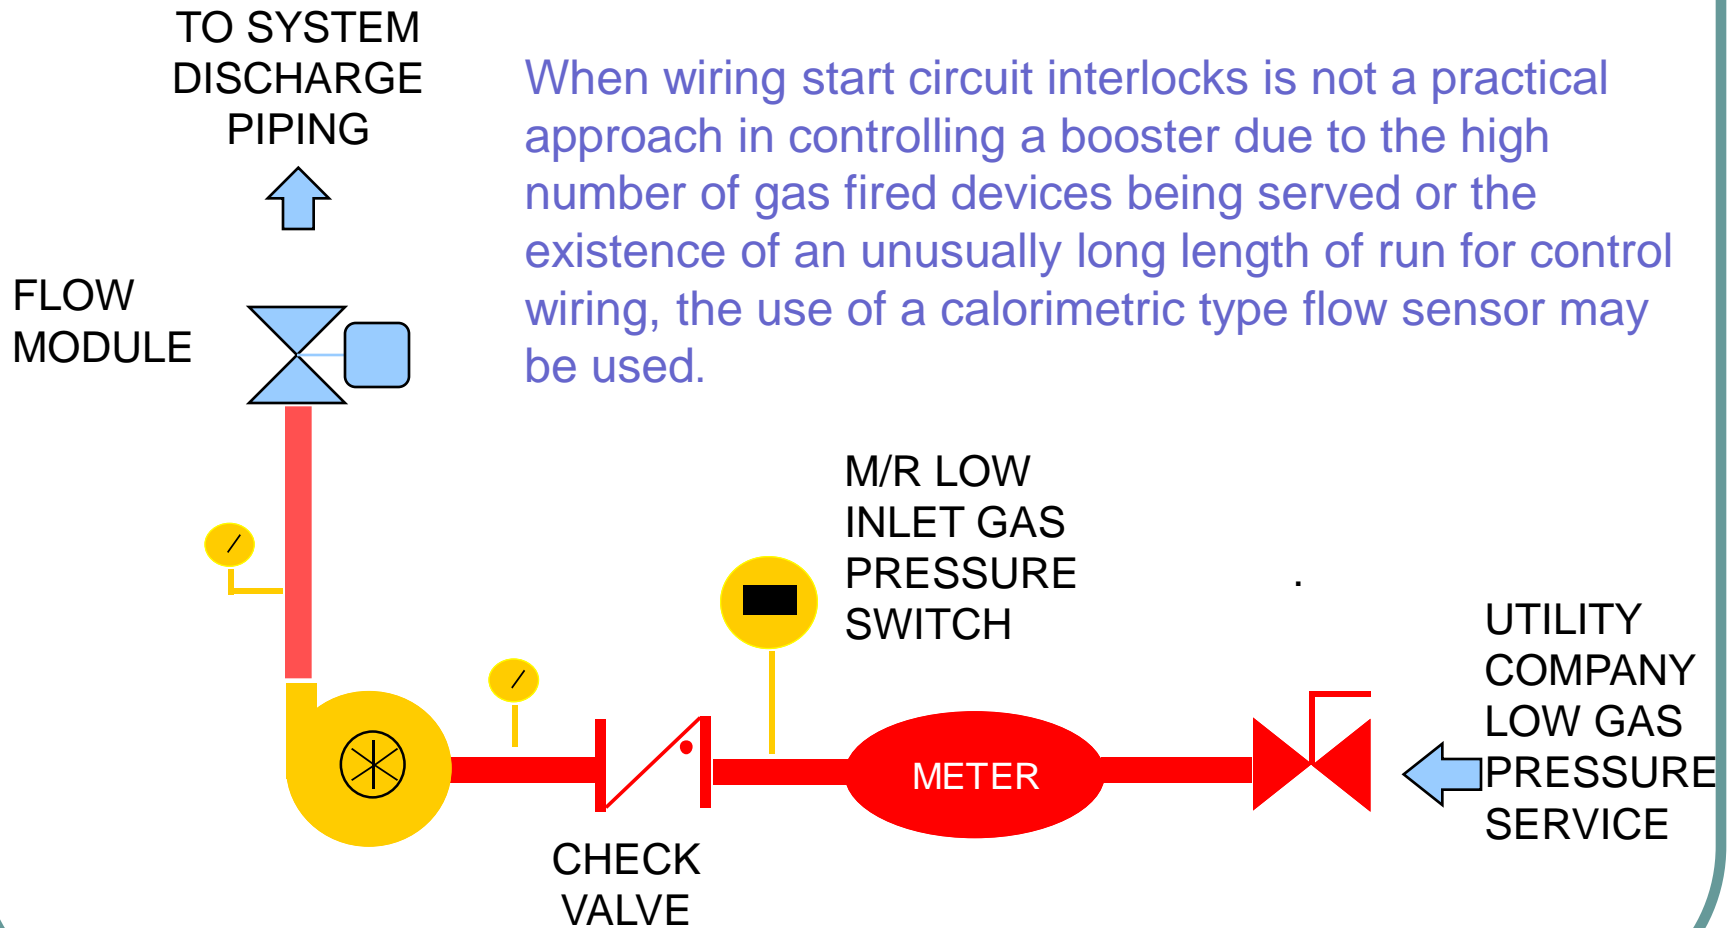 TO SYSTEM
DISCHARGE
PIPING
When wiring start circuit interlocks is not a practical
approach in controlling a booster due to the high
number of gas fired devices being served or the
existence of an unusually long length of run for control
wiring, the use of a calorimetric type flow sensor may
be used.
FLOW
MODULE
M/R LOW
INLET GAS
PRESSURE
SWITCH
.
UTILITY
COMPANY
LOW GAS
PRESSURE
SERVICE
METER
CHECK
VALVE